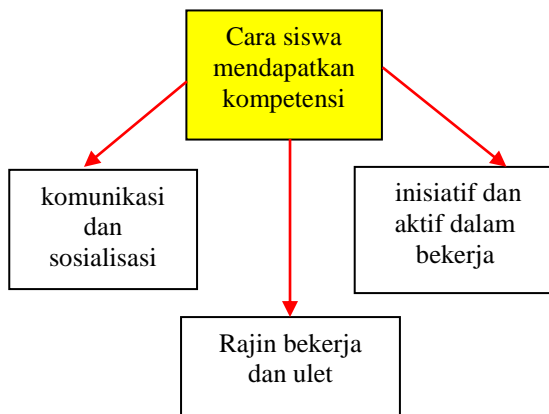 Cara siswa
mendapatkan
kompetensi
komunikasi
dan
sosialisasi
inisiatif dan
aktif dalam
bekerja
Rajin bekerja
dan ulet